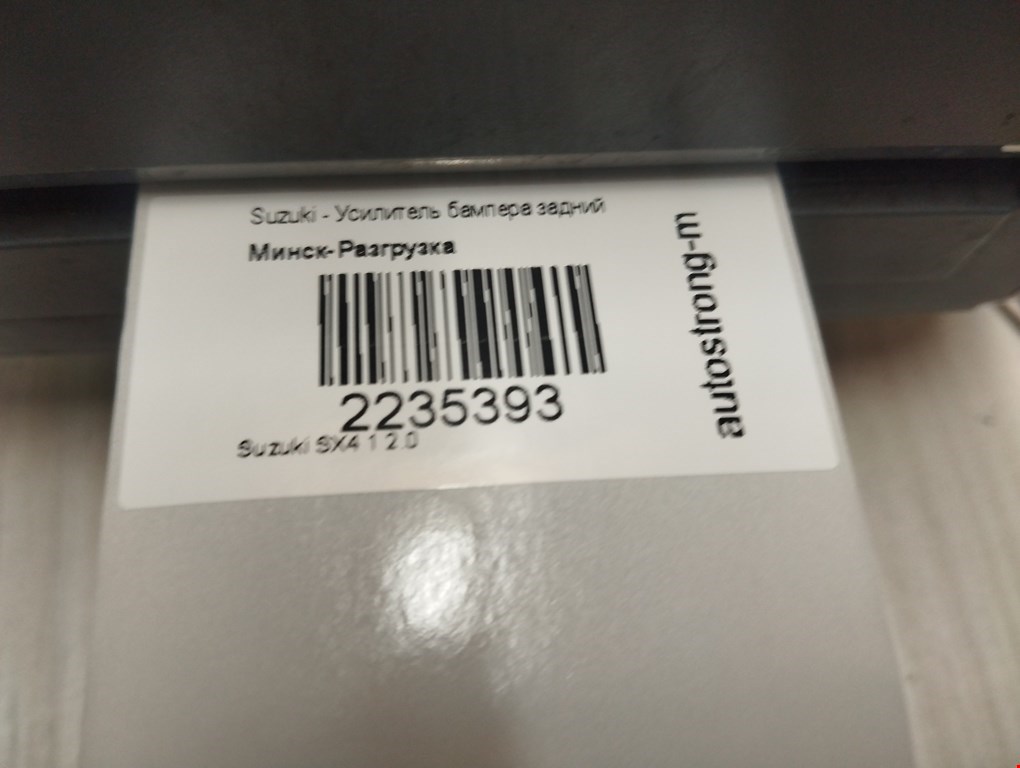 Suzuki - Усилитель бампера задний
Минск-Разгрузка
2235393
Suzuki SX4 1 2.0
autostrong-m